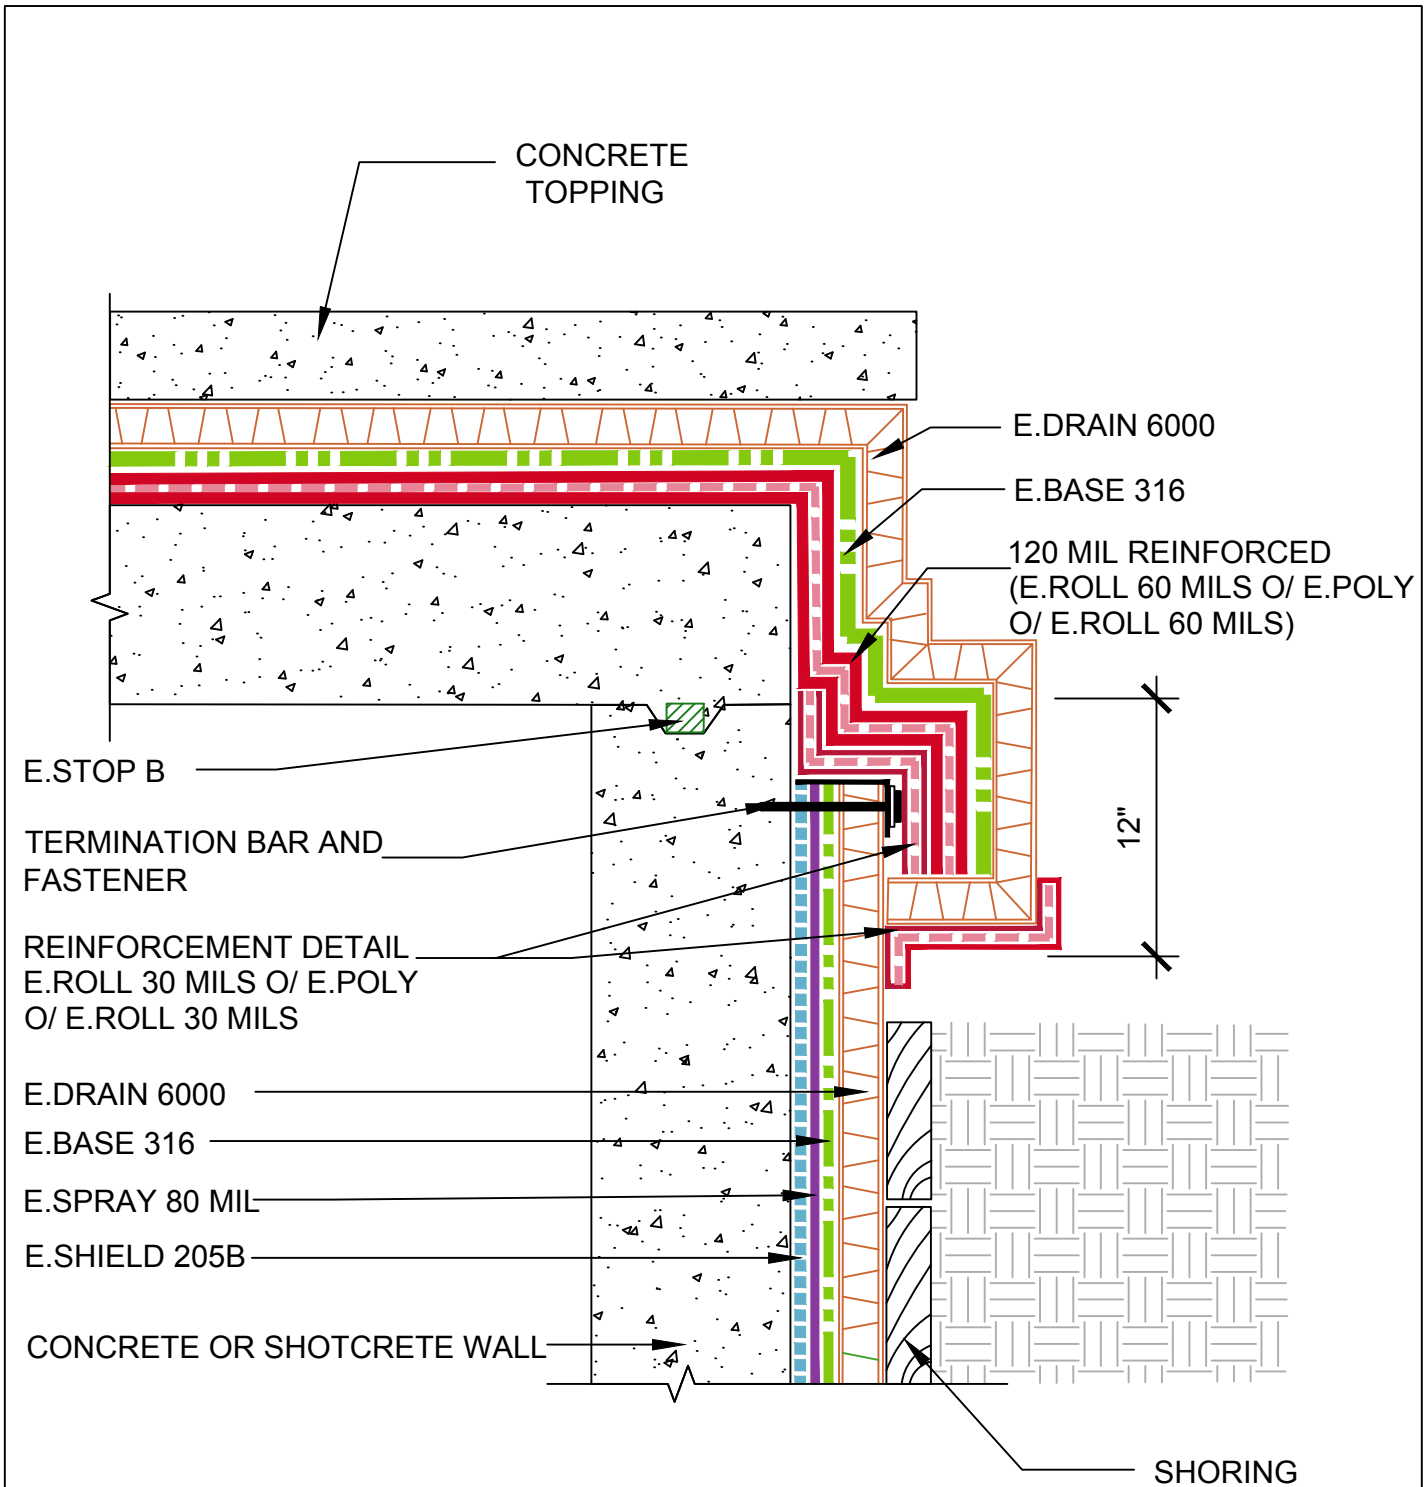 CONCRETE
TOPPING
E.DRAIN 6000
E.BASE 316
120 MIL REINFORCED
(E.ROLL 60 MILS O/ E.POLY
O/ E.ROLL 60 MILS)
12"
E.STOP B
TERMINATION BAR AND
FASTENER
REINFORCEMENT DETAIL
E.ROLL 30 MILS O/ E.POLY
O/ E.ROLL 30 MILS
E.DRAIN 6000
E.BASE 316
E.SPRAY 80 MIL
E.SHIELD 205B
CONCRETE OR SHOTCRETE WALL
SHORING